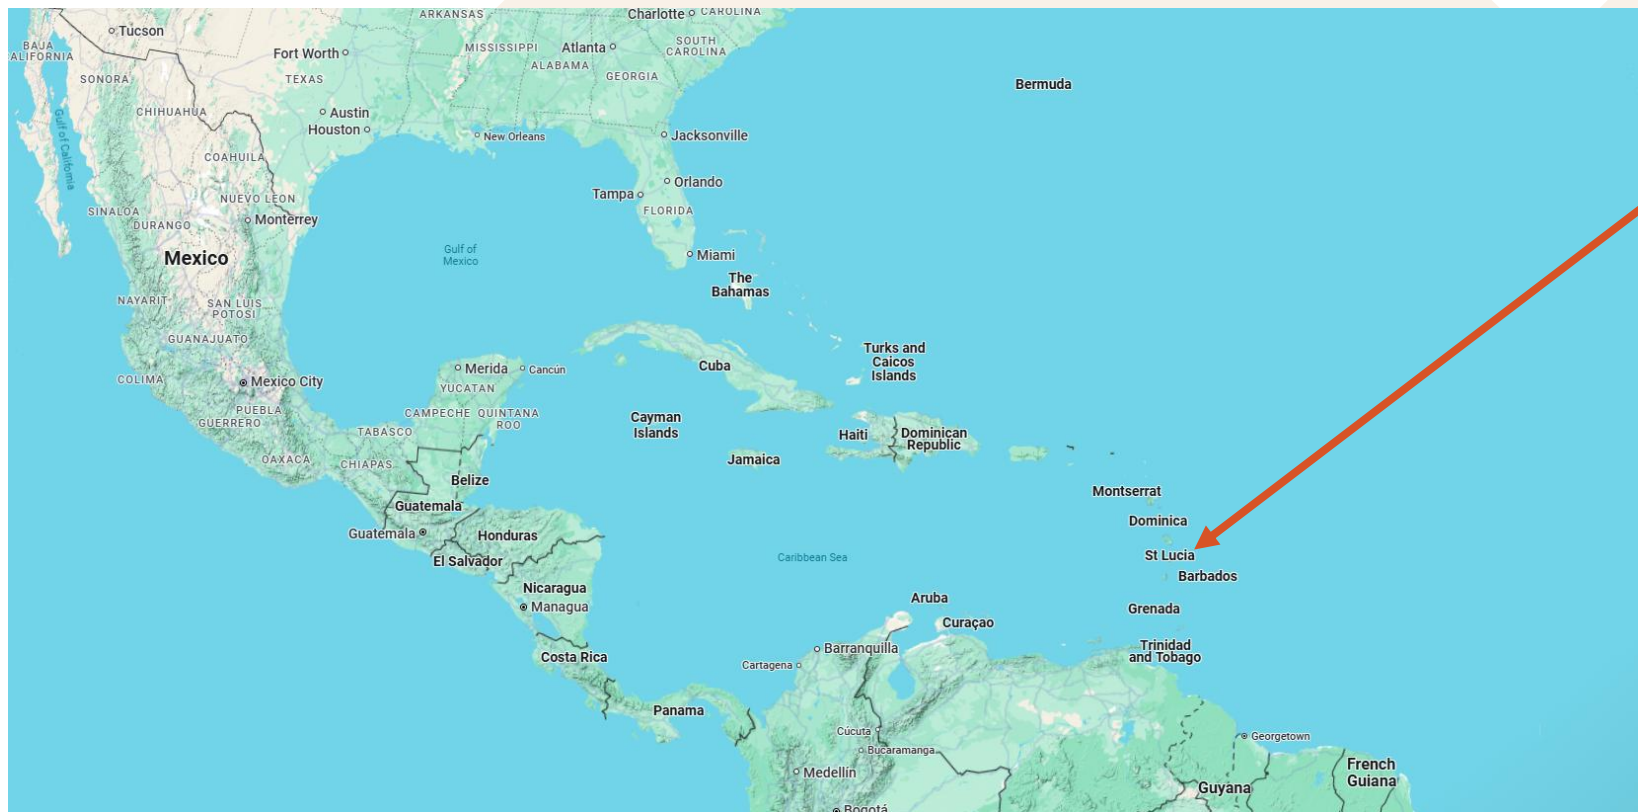 ARKANSAS
Charlotte
CAROLINA
Tucson
BAJA
ALIFORNIA
Fort Worth
MISSISSIPPI
Atlanta
SOUTH
CAROLINA
SONORA
TEXAS
ALABAMA
GEORGIA
Bermuda
CHIHUAHUA
Austin
Houston
New Orleans
Jacksonville
Gulf of California
COAHUILA
Orlando
Tampa
NUEVO LEON
SINALOA
DURANGO
Monterrey
FLORIDA
Mexico
Gulf of
Mexico
Miami
The
Bahamas
NAYARIT
SAN LUIS
POTOSI
GUANAJUATO
Turks and
Caicos
Islands
Cuba
Merida
Cancún
COLIMA
Mexico City
YUCATAN
PUEBLA
GUERRERO
CAMPECHE
QUINTANA
ROO
Cayman
Islands
TABASCO
Haiti
Dominican
Republic
OAXACA
CHIAPAS
Jamaica
Belize
Montserrat
Guatemala
Dominica
Guatemala
Honduras
El Salvador
Caribbean Sea
St Lucia
Barbados
Nicaragua
Managua
Aruba
Grenada
Curaçao
Costa Rica
Barranquilla
Cartagena
Trinidad
and Tobago
Panama
Cúcuta
Bucaramanga
Georgetown
Medellín
French
Guiana
Guyana
Bogotá